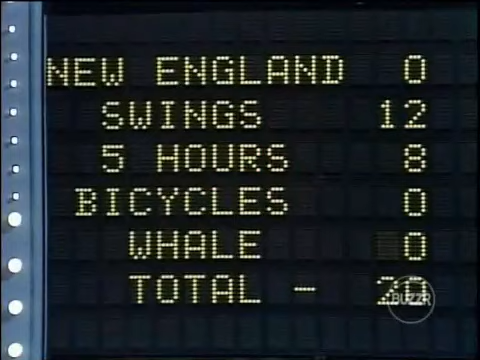 NEW ENGLAND 0
SWINGS 12
5 HOURS 8
BICYCLES 0
WHALE 0
TOTAL - 20
BUZZR